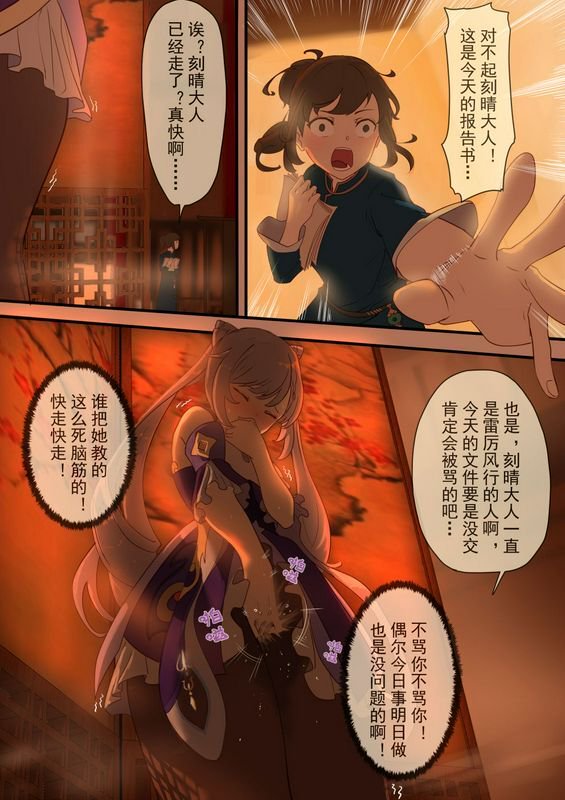 对不起刻晴大人！
这是今天的报告书…
诶？刻晴大人
已经走了？真快啊……
也是，刻晴大人一直
是雷厉风行的人啊，
今天的文件要是没交
肯定会被骂的吧…
谁把她教的
这么死脑筋的！
快走快走！
不骂你不骂你！
偶尔今日事明日做
也是没问题的啊！